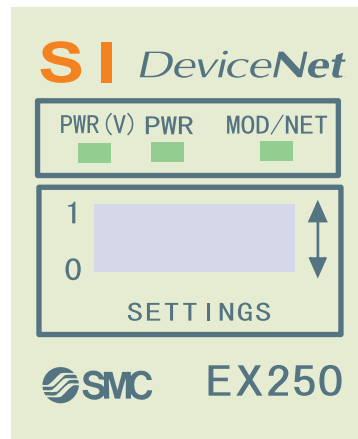 SI DeviceNet
PWR(V) PWR MOD/NET
1
0
SETTINGS
SMC EX250